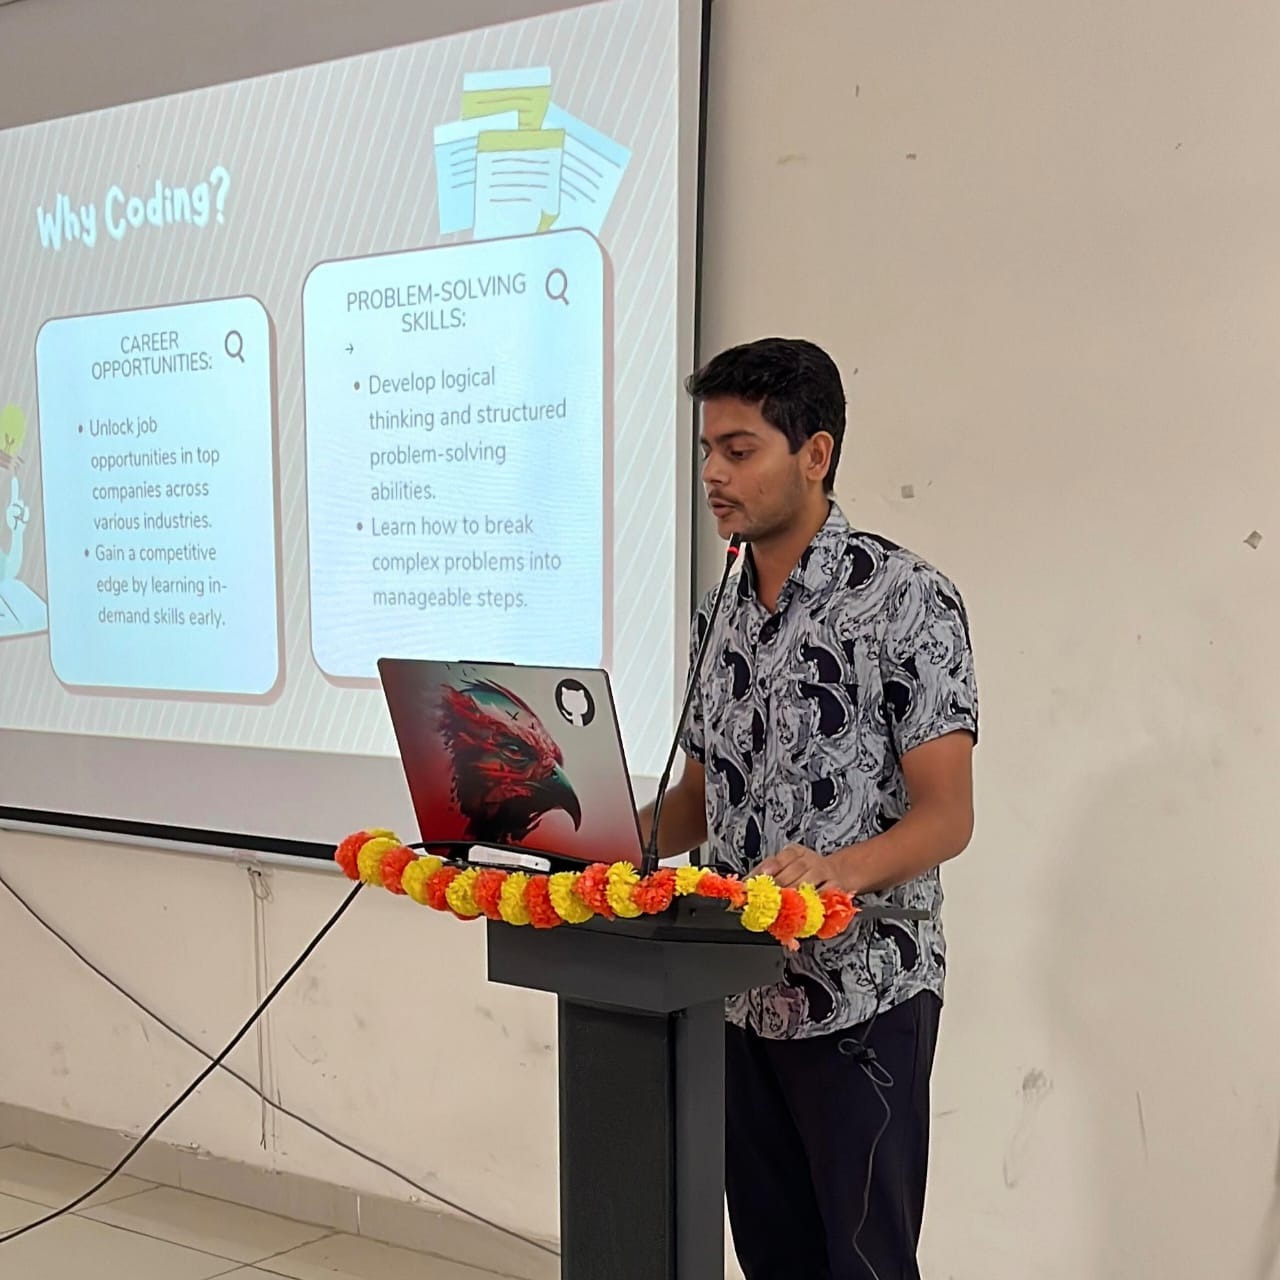 Why Coding?
CAREER
OPPORTUNITIES:
• Unlock job
opportunities in top
companies across
various industries.
• Gain a competitive
edge by learning in-
demand skills early.
PROBLEM-SOLVING
SKILLS:
→
• Develop logical
thinking and structured
problem-solving
abilities.
• Learn how to break
complex problems into
manageable steps.